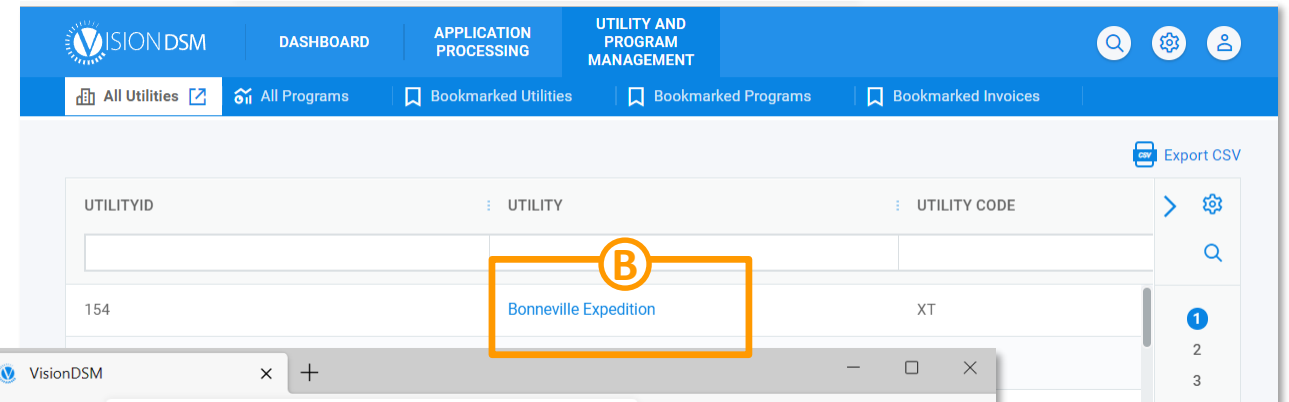 VISIONDSM
DASHBOARD
APPLICATION
PROCESSING
UTILITY AND
PROGRAM
MANAGEMENT
All Utilities
All Programs
Bookmarked Utilities
Bookmarked Programs
Bookmarked Invoices
CSV Export CSV
UTILITYID
UTILITY
UTILITY CODE
B
154
Bonneville Expedition
XT
1
2
3
VisionDSM